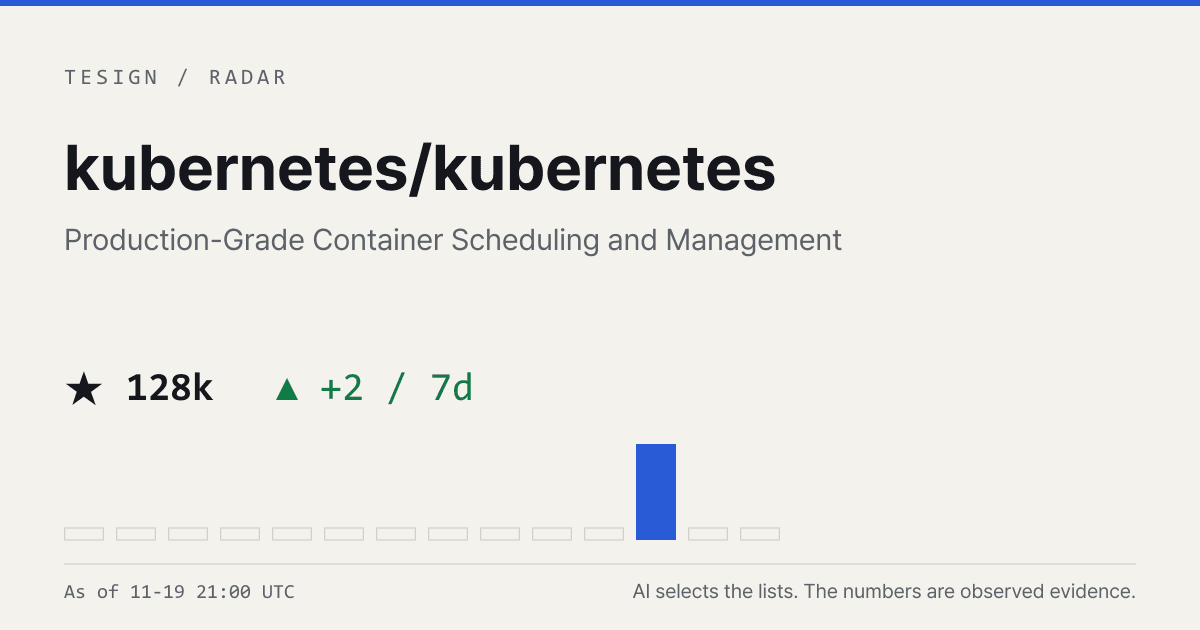 TESIGN / RADAR
kubernetes/kubernetes
Production-Grade Container Scheduling and Management
★ 128k ▲ +2 / 7d
As of 11-19 21:00 UTC
AI selects the lists. The numbers are observed evidence.